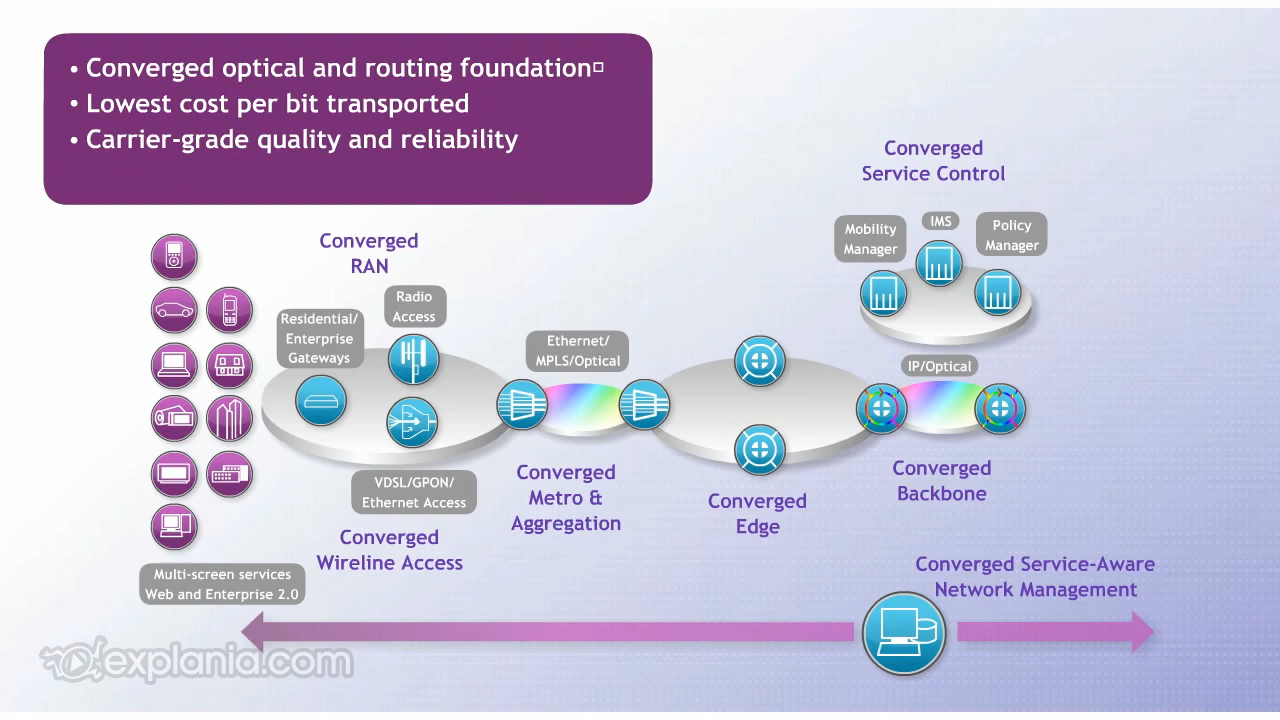 • Converged optical and routing foundation□
• Lowest cost per bit transported
• Carrier-grade quality and reliability
Converged
Service Control
Mobility
Manager
IMS
Policy
Manager
Converged
RAN
Radio
Access
Residential/
Enterprise
Gateways
Ethernet/
MPLS/Optical
IP/Optical
VDSL/GPON/
Ethernet Access
Converged
Wireline Access
Converged
Metro &
Aggregation
Converged
Edge
Converged
Backbone
Multi-screen services
Web and Enterprise 2.0
Converged Service-Aware
Network Management
explania.com